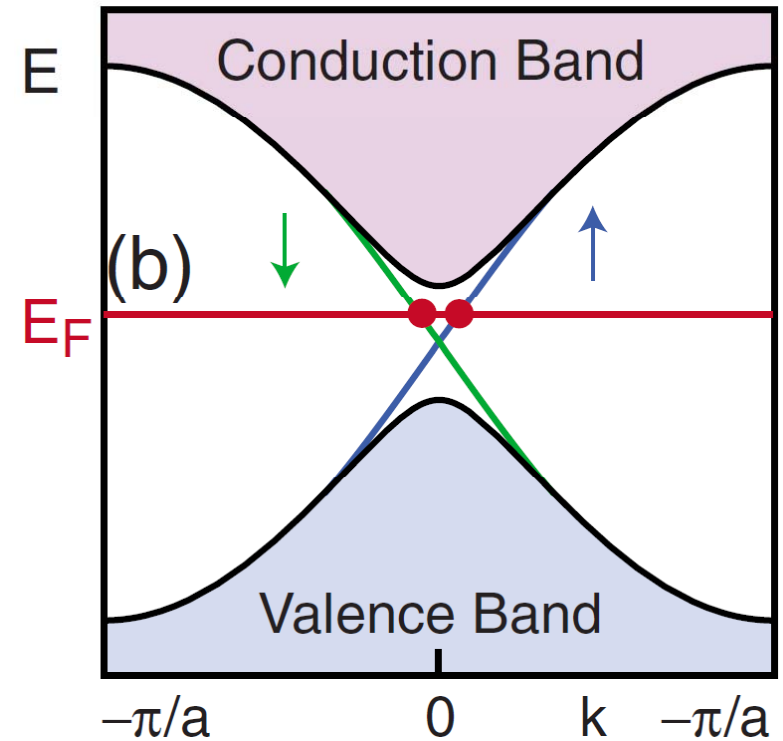 E
Conduction Band
(b)
E_F
Valence Band
–π/a 0 k –π/a